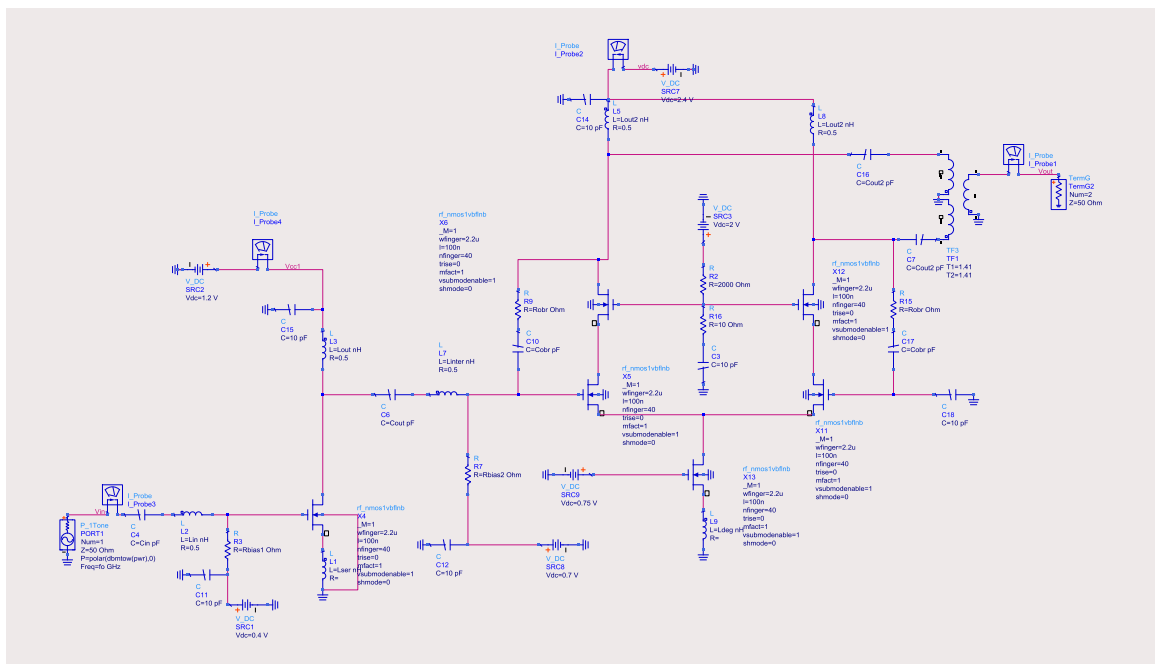 I_Probe
I_Probe2
vdc
V_DC
SRC7
Vdc=2.4 V
C
C14
C=10 pF
L
L5
L=Lout2 nH
R=0.5
L
L8
L=Lout2 nH
R=0.5
C
C16
C=Cout2 pF
I_Probe
I_Probe1
Vout
TermG
TermG2
Num=2
Z=50 Ohm
I_Probe
I_Probe4
Vcc1
V_DC
SRC2
Vdc=1.2 V
rf_nmos1vbflnb
X6
_M=1
wfinger=2.2u
l=100n
nfinger=40
trise=0
mfact=1
vsubmodenable=1
shmode=0
V_DC
SRC3
Vdc=2 V
C
C7
C=Cout2 pF
TF3
TF1
T1=1.41
T2=1.41
C
C15
C=10 pF
L
L3
L=Lout nH
R=0.5
R
R9
R=Robr Ohm
C
C10
C=Cobr pF
R
R2
R=2000 Ohm
R
R16
R=10 Ohm
C
C3
C=10 pF
rf_nmos1vbflnb
X12
_M=1
wfinger=2.2u
l=100n
nfinger=40
trise=0
mfact=1
vsubmodenable=1
shmode=0
R
R15
R=Robr Ohm
C
C17
C=Cobr pF
L
L7
L=Linter nH
R=0.5
C
C6
C=Cout pF
rf_nmos1vbflnb
X5
_M=1
wfinger=2.2u
l=100n
nfinger=40
trise=0
mfact=1
vsubmodenable=1
shmode=0
rf_nmos1vbflnb
X11
_M=1
wfinger=2.2u
l=100n
nfinger=40
trise=0
mfact=1
vsubmodenable=1
shmode=0
C
C18
C=10 pF
R
R7
R=Rbias2 Ohm
V_DC
SRC9
Vdc=0.75 V
rf_nmos1vbflnb
X13
_M=1
wfinger=2.2u
l=100n
nfinger=40
trise=0
mfact=1
vsubmodenable=1
shmode=0
L
L9
L=Ldeg nH
R=
I_Probe
I_Probe3
Vin
P_1Tone
PORT1
Num=1
Z=50 Ohm
P=polar(dbmtow(pwr),0)
Freq=fo GHz
C
C4
C=Cin pF
L
L2
L=Lin nH
R=0.5
R
R3
R=Rbias1 Ohm
C
C11
C=10 pF
V_DC
SRC1
Vdc=0.4 V
rf_nmos1vbflnb
X4
_M=1
wfinger=2.2u
l=100n
nfinger=40
trise=0
mfact=1
vsubmodenable=1
shmode=0
L
L1
L=Lser nH
R=
C
C12
C=10 pF
V_DC
SRC8
Vdc=0.7 V